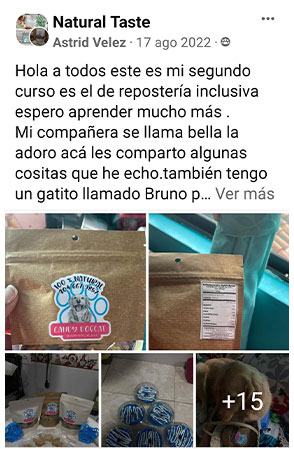 Natural Taste
Astrid Velez · 17 ago 2022 ·
Hola a todos este es mi segundo
curso es el de repostería inclusiva
espero aprender mucho más .
Mi compañera se llama bella la
adoro acá les comparto algunas
cositas que he echo.también tengo
un gatito llamado Bruno p... Ver más
100 % NATURAL
CANDY DOGCAT
+15